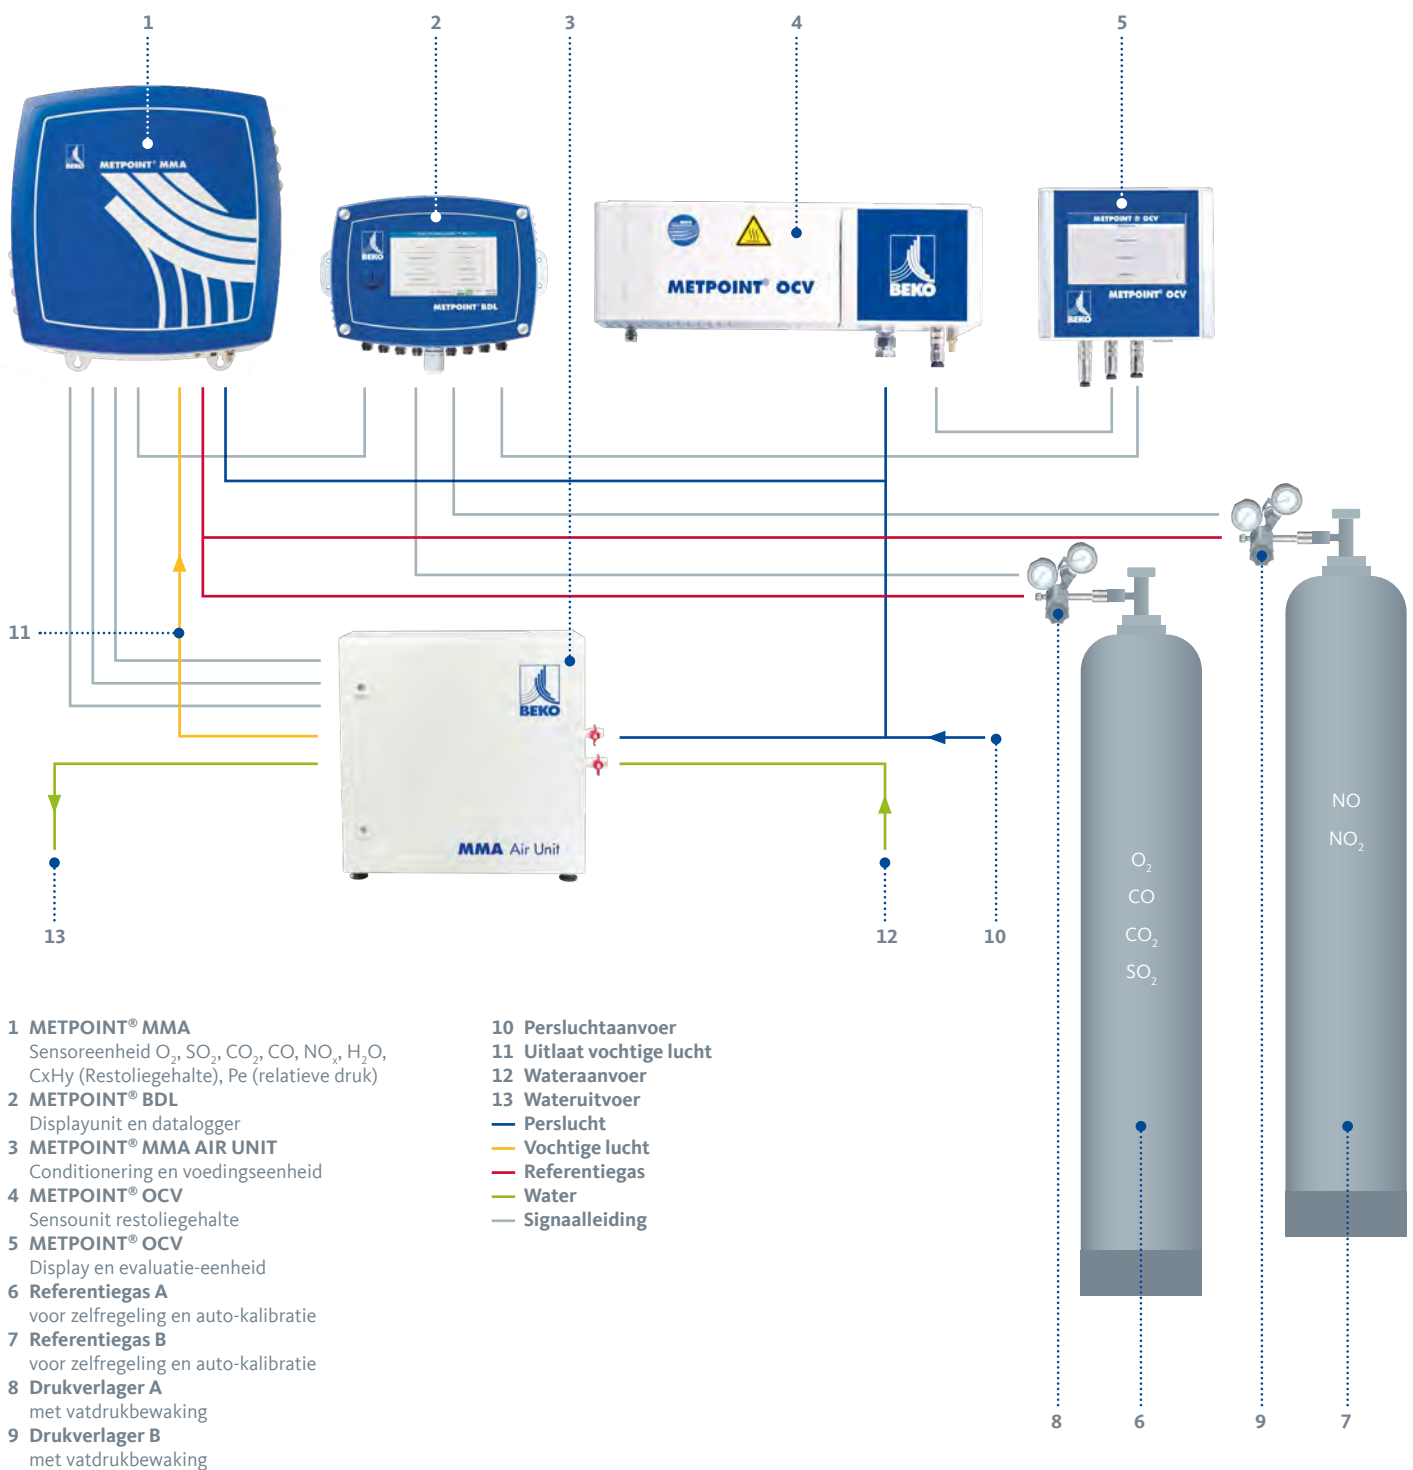 1
2
3
4
5
BEKO
METPOINT® MMA
BEKO
METPOINT® BDL
METPOINT® OCV
BEKO
METPOINT ® OCV
METPOINT® OCV
BEKO
11
BEKO
MMA Air Unit
13
12
10
O₂
CO
CO₂
SO₂
NO
NO₂
8
6
9
7
1 METPOINT® MMA
Sensoreenheid O₂, SO₂, CO₂, CO, NOₓ, H₂O,
CxHy (Restoliegehalte), Pe (relatieve druk)
2 METPOINT® BDL
Displayunit en datalogger
3 METPOINT® MMA AIR UNIT
Conditionering en voedingseenheid
4 METPOINT® OCV
Sensounit restoliegehalte
5 METPOINT® OCV
Display en evaluatie-eenheid
6 Referentiegas A
voor zelfregeling en auto-kalibratie
7 Referentiegas B
voor zelfregeling en auto-kalibratie
8 Drukverlager A
met vatdrukbewaking
9 Drukverlager B
met vatdrukbewaking
10 Persluchtaanvoer
11 Uitlaat vochtige lucht
12 Wateraanvoer
13 Wateruitvoer
Perslucht
Vochtige lucht
Referentiegas
Water
Signaalleiding